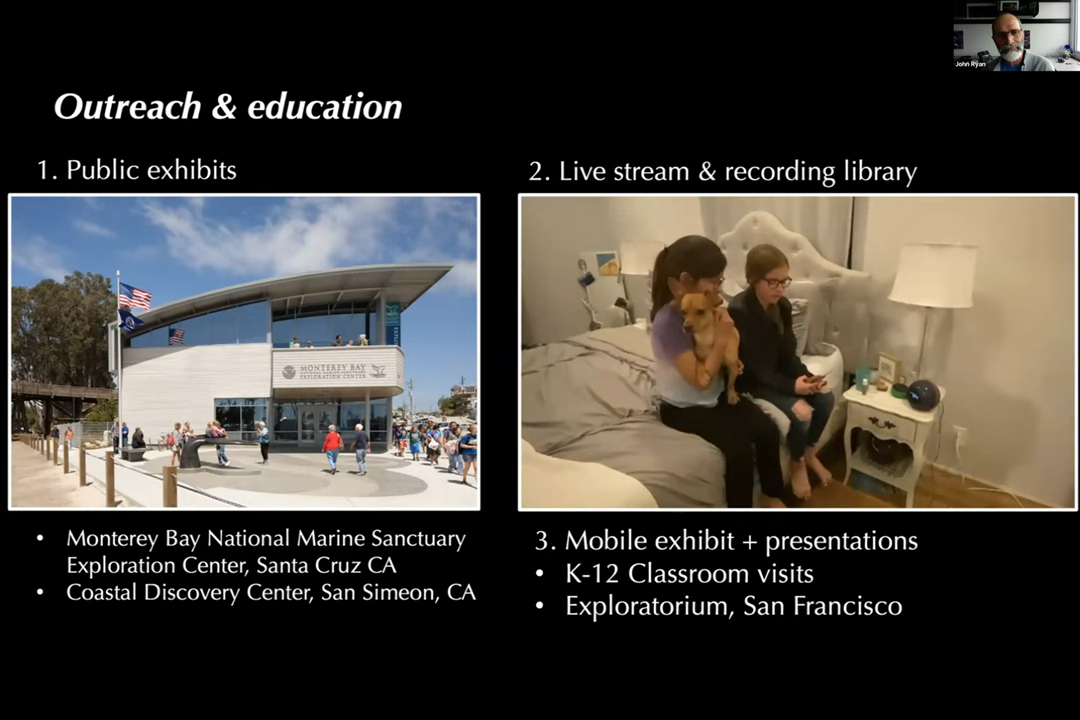 John Ryan
Outreach & education
1. Public exhibits
MONTEREY BAY
EXPLORATION CENTER
• Monterey Bay National Marine Sanctuary
Exploration Center, Santa Cruz CA
• Coastal Discovery Center, San Simeon, CA
2. Live stream & recording library
3. Mobile exhibit + presentations
• K-12 Classroom visits
• Exploratorium, San Francisco